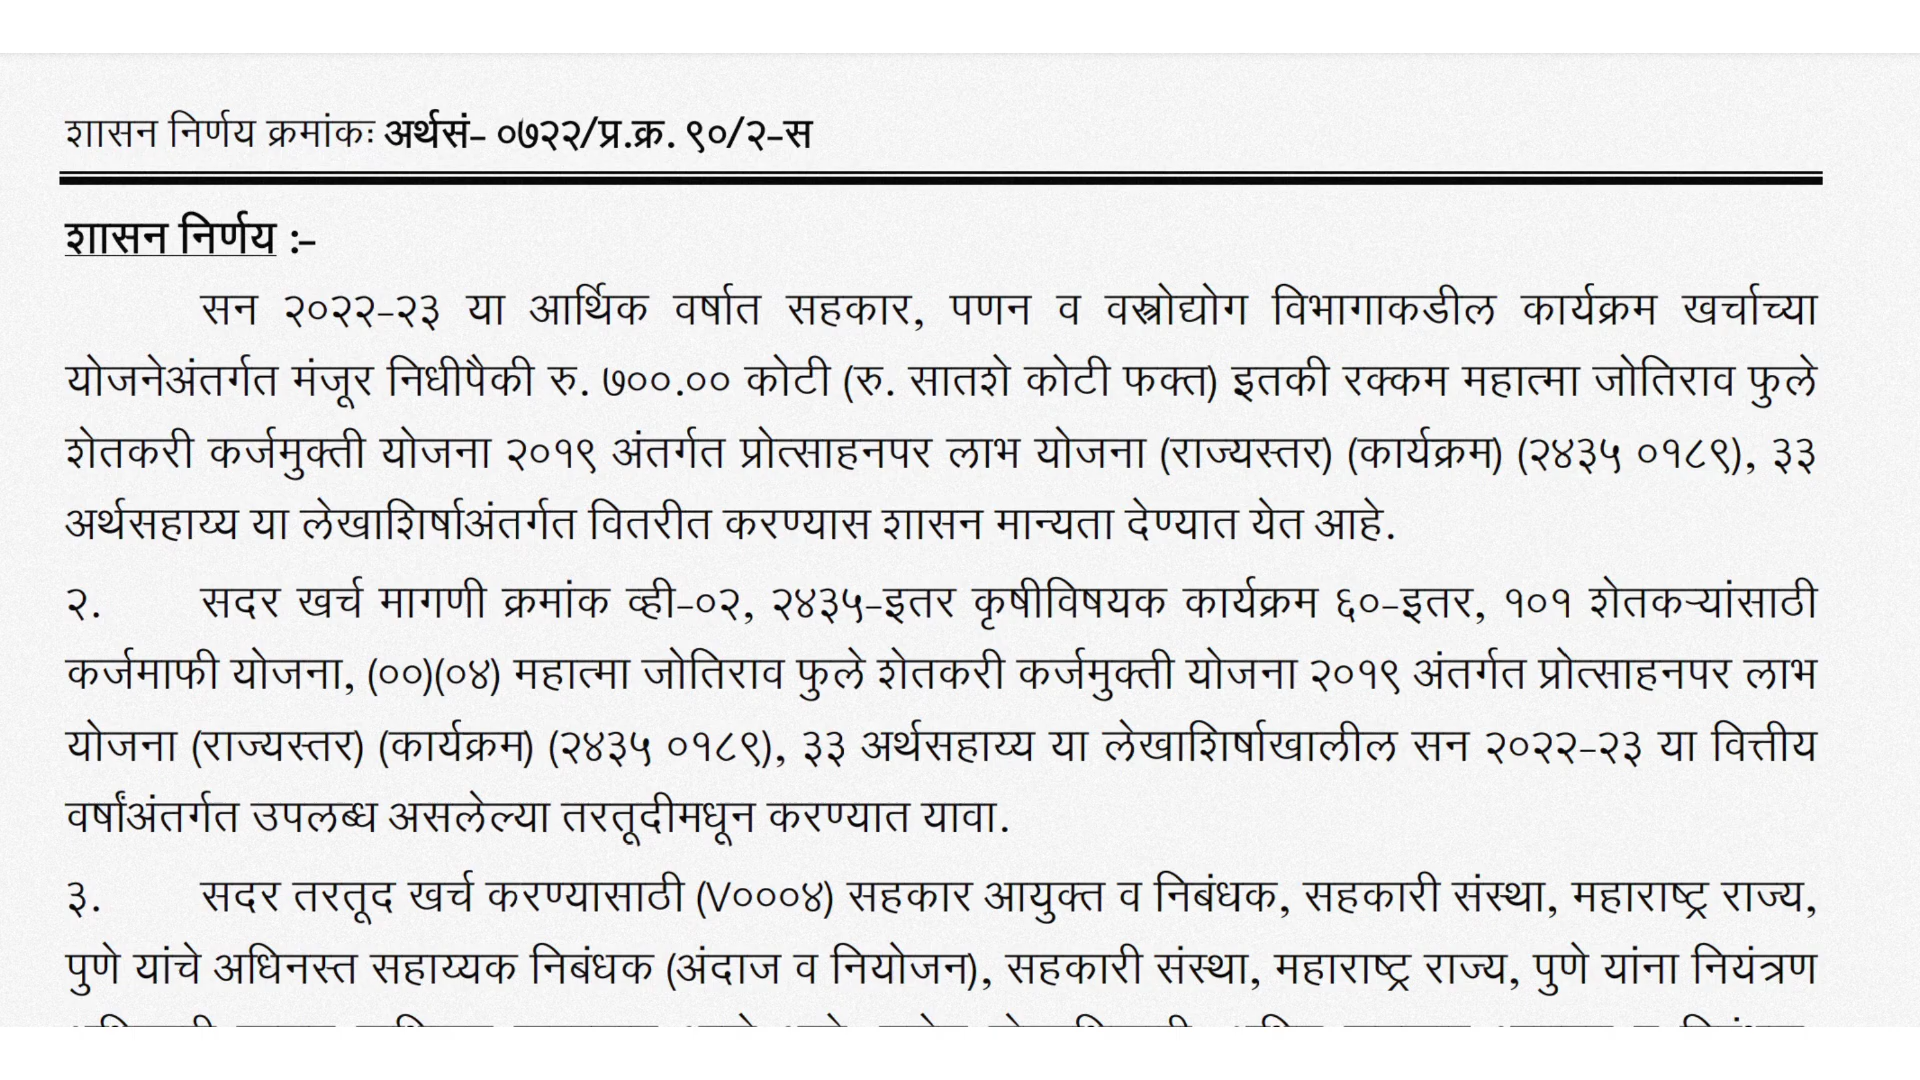 शासन निर्णय क्रमांकः अर्थसं- ०७२२/प्र.क्र. ९०/२-स
शासन निर्णय :-
सन २०२२-२३ या आर्थिक वर्षात सहकार, पणन व वस्त्रोद्योग विभागाकडील कार्यक्रम खर्चाच्या
योजनेअंतर्गत मंजूर निधीपैकी रु. ७००.०० कोटी (रु. सातशे कोटी फक्त) इतकी रक्कम महात्मा जोतिराव फुले
शेतकरी कर्जमुक्ती योजना २०१९ अंतर्गत प्रोत्साहनपर लाभ योजना (राज्यस्तर) (कार्यक्रम) (२४३५ ०१८९), ३३
अर्थसहाय्य या लेखाशिर्षाअंतर्गत वितरीत करण्यास शासन मान्यता देण्यात येत आहे.
२. सदर खर्च मागणी क्रमांक व्ही-०२, २४३५-इतर कृषीविषयक कार्यक्रम ६०-इतर, १०१ शेतकऱ्यांसाठी
कर्जमाफी योजना, (००)(०४) महात्मा जोतिराव फुले शेतकरी कर्जमुक्ती योजना २०१९ अंतर्गत प्रोत्साहनपर लाभ
योजना (राज्यस्तर) (कार्यक्रम) (२४३५ ०१८९), ३३ अर्थसहाय्य या लेखाशिर्षाखालील सन २०२२-२३ या वित्तीय
वर्षांअंतर्गत उपलब्ध असलेल्या तरतूदीमधून करण्यात यावा.
३. सदर तरतूद खर्च करण्यासाठी (V०००४) सहकार आयुक्त व निबंधक, सहकारी संस्था, महाराष्ट्र राज्य,
पुणे यांचे अधिनस्त सहाय्यक निबंधक (अंदाज व नियोजन), सहकारी संस्था, महाराष्ट्र राज्य, पुणे यांना नियंत्रण